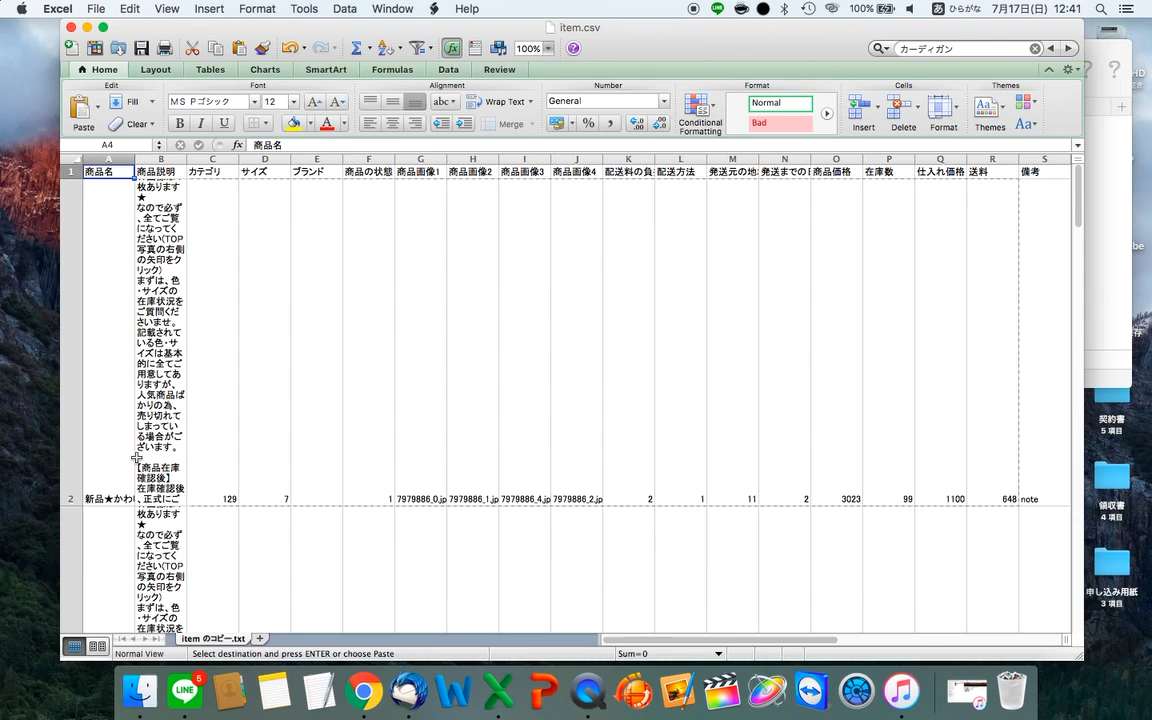 Excel File Edit View Insert Format Tools Data Window Help 100% あ ひらがな 7月17日(日) 12:41
item.csv
100% カーディガン
Home Layout Tables Charts SmartArt Formulas Data Review
Edit Font Alignment Number Format Cells Themes
Paste Fill Clear MS Pゴシック 12 A A B I U A abc Wrap Text Merge General % Conditional Formatting Normal Bad Insert Delete Format Themes Aa
A4 fx 商品名
A B C D E F G H I J K L M N O P Q R S
1 商品名 商品説明 カテゴリ サイズ ブランド 商品の状態 商品画像1 商品画像2 商品画像3 商品画像4 配送料の負 配送方法 発送元の地 発送までの 商品価格 在庫数 仕入れ価格 送料 備考
枚あります
★
なので必ず
、全てご覧
になってく
ださい(TOP
写真の右側
の矢印をク
リック)
まずは、色
・サイズの
在庫状況を
ご質問くだ
さいませ。
記載されて
いる色・サ
イズは基本
的に全てご
用意してあ
りますが、
人気商品ば
かりの為、
売り切れて
しまってい
る場合がご
ざいます。
【商品在庫
確認後】
在庫確認後
2 新品★かわ 、正式にご 129 7 1 7979886_0.jp 7979886_1.jp 7979886_4.jp 7979886_2.jp 2 1 11 2 3023 99 1100 648 note
枚あります
★
なので必ず
、全てご覧
になってく
ださい(TOP
写真の右側
の矢印をク
リック)
まずは、色
・サイズの
在庫状況を
item のコピー.txt
Normal View Select destination and press ENTER or choose Paste Sum=0
HD
be
存
契約書
5 項目
領収書
4 項目
申し込み用紙
3 項目
LINE 5